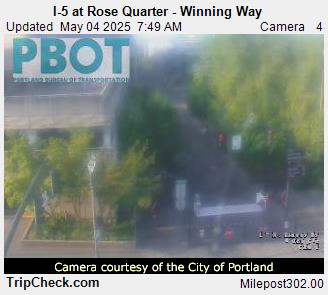 I-5 at Rose Quarter - Winning Way
Updated May 04 2025 7:49 AM Camera 4
PBOT
PORTLAND BUREAU OF TRANSPORTATION
Camera courtesy of the City of Portland
TripCheck.com Milepost302.00